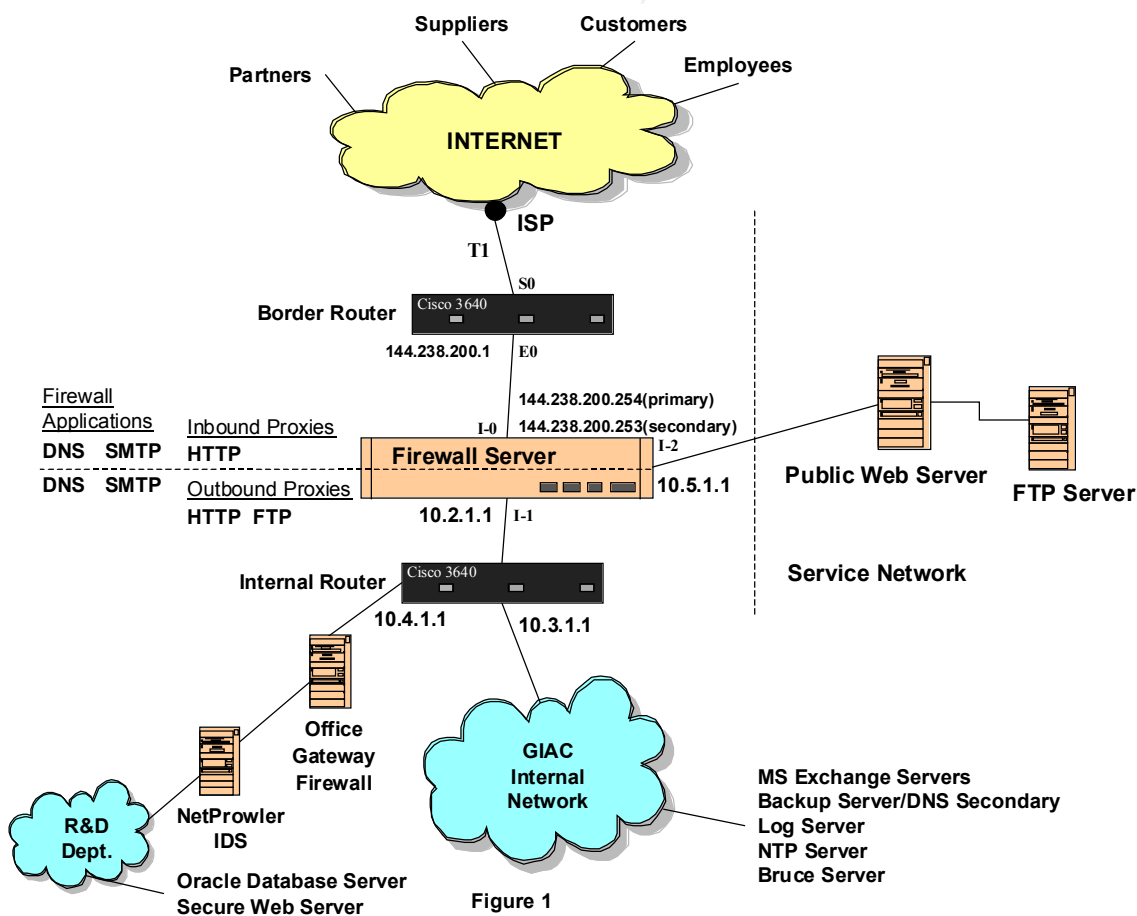 Suppliers
Customers
Partners
Employees
INTERNET
ISP
T1
S0
Cisco 3640
Border Router
144.238.200.1
E0
144.238.200.254(primary)
144.238.200.253(secondary)
Firewall
Applications
DNS SMTP
Inbound Proxies
HTTP
I-0
I-2
Firewall Server
DNS SMTP
Outbound Proxies
HTTP FTP
10.5.1.1
10.2.1.1
I-1
Public Web Server
FTP Server
Service Network
Cisco 3640
Internal Router
10.4.1.1
10.3.1.1
Office
Gateway
Firewall
NetProwler
IDS
R&D
Dept.
Oracle Database Server
Secure Web Server
GIAC
Internal
Network
MS Exchange Servers
Backup Server/DNS Secondary
Log Server
NTP Server
Bruce Server
Figure 1